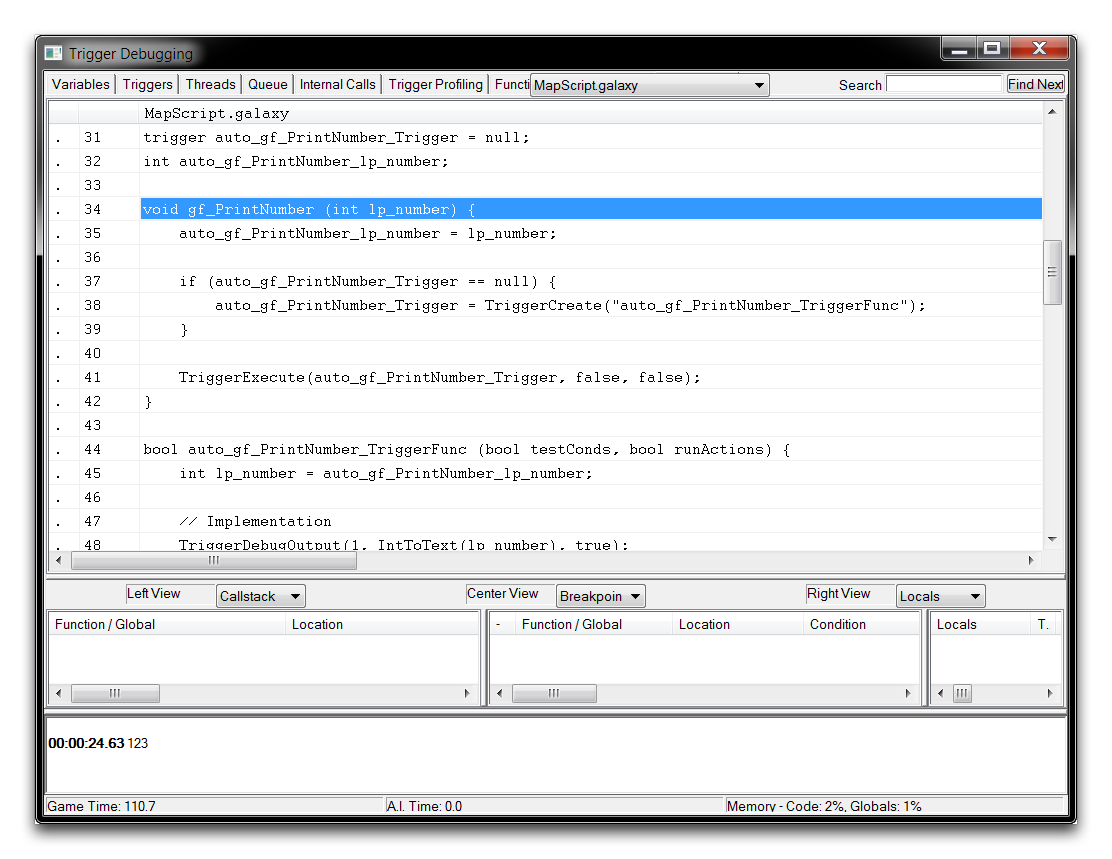 Trigger Debugging
Variables Triggers Threads Queue Internal Calls Trigger Profiling Functi MapScript.galaxy Search Find Next
MapScript.galaxy
. 31 trigger auto_gf_PrintNumber_Trigger = null;
. 32 int auto_gf_PrintNumber_lp_number;
. 33
. 34 void gf_PrintNumber (int lp_number) {
. 35 auto_gf_PrintNumber_lp_number = lp_number;
. 36
. 37 if (auto_gf_PrintNumber_Trigger == null) {
. 38 auto_gf_PrintNumber_Trigger = TriggerCreate("auto_gf_PrintNumber_TriggerFunc");
. 39 }
. 40
. 41 TriggerExecute(auto_gf_PrintNumber_Trigger, false, false);
. 42 }
. 43
. 44 bool auto_gf_PrintNumber_TriggerFunc (bool testConds, bool runActions) {
. 45 int lp_number = auto_gf_PrintNumber_lp_number;
. 46
. 47 // Implementation
. 48 TriggerDebugOutput(1, IntToText(lp_number), true);
Left View Callstack Center View Breakpoin Right View Locals
Function / Global Location - Function / Global Location Condition Locals T.
00:00:24.63 123
Game Time: 110.7 A.I. Time: 0.0 Memory - Code: 2%, Globals: 1%